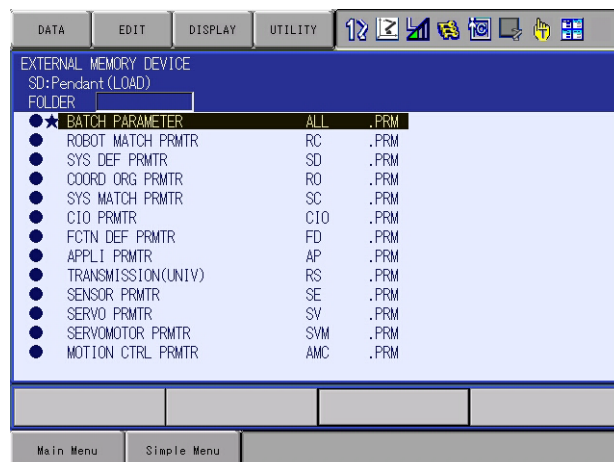 DATA EDIT DISPLAY UTILITY
EXTERNAL MEMORY DEVICE
SD:Pendant(LOAD)
FOLDER
BATCH PARAMETER ALL .PRM
ROBOT MATCH PRMTR RC .PRM
SYS DEF PRMTR SD .PRM
COORD ORG PRMTR RO .PRM
SYS MATCH PRMTR SC .PRM
CIO PRMTR CIO .PRM
FCTN DEF PRMTR FD .PRM
APPLI PRMTR AP .PRM
TRANSMISSION(UNIV) RS .PRM
SENSOR PRMTR SE .PRM
SERVO PRMTR SV .PRM
SERVOMOTOR PRMTR SVM .PRM
MOTION CTRL PRMTR AMC .PRM
Main Menu Simple Menu